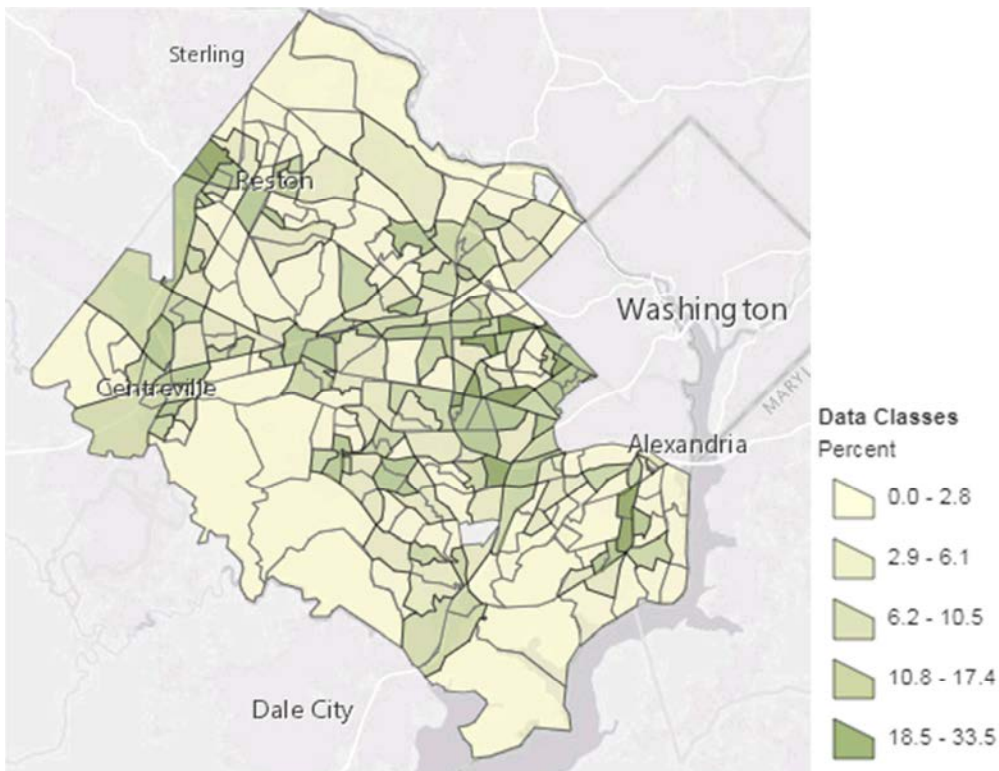 Sterling
Reston
Washington
Centreville
MARYL
Alexandria
Dale City
Data Classes
Percent
0.0 - 2.8
2.9 - 6.1
6.2 - 10.5
10.8 - 17.4
18.5 - 33.5